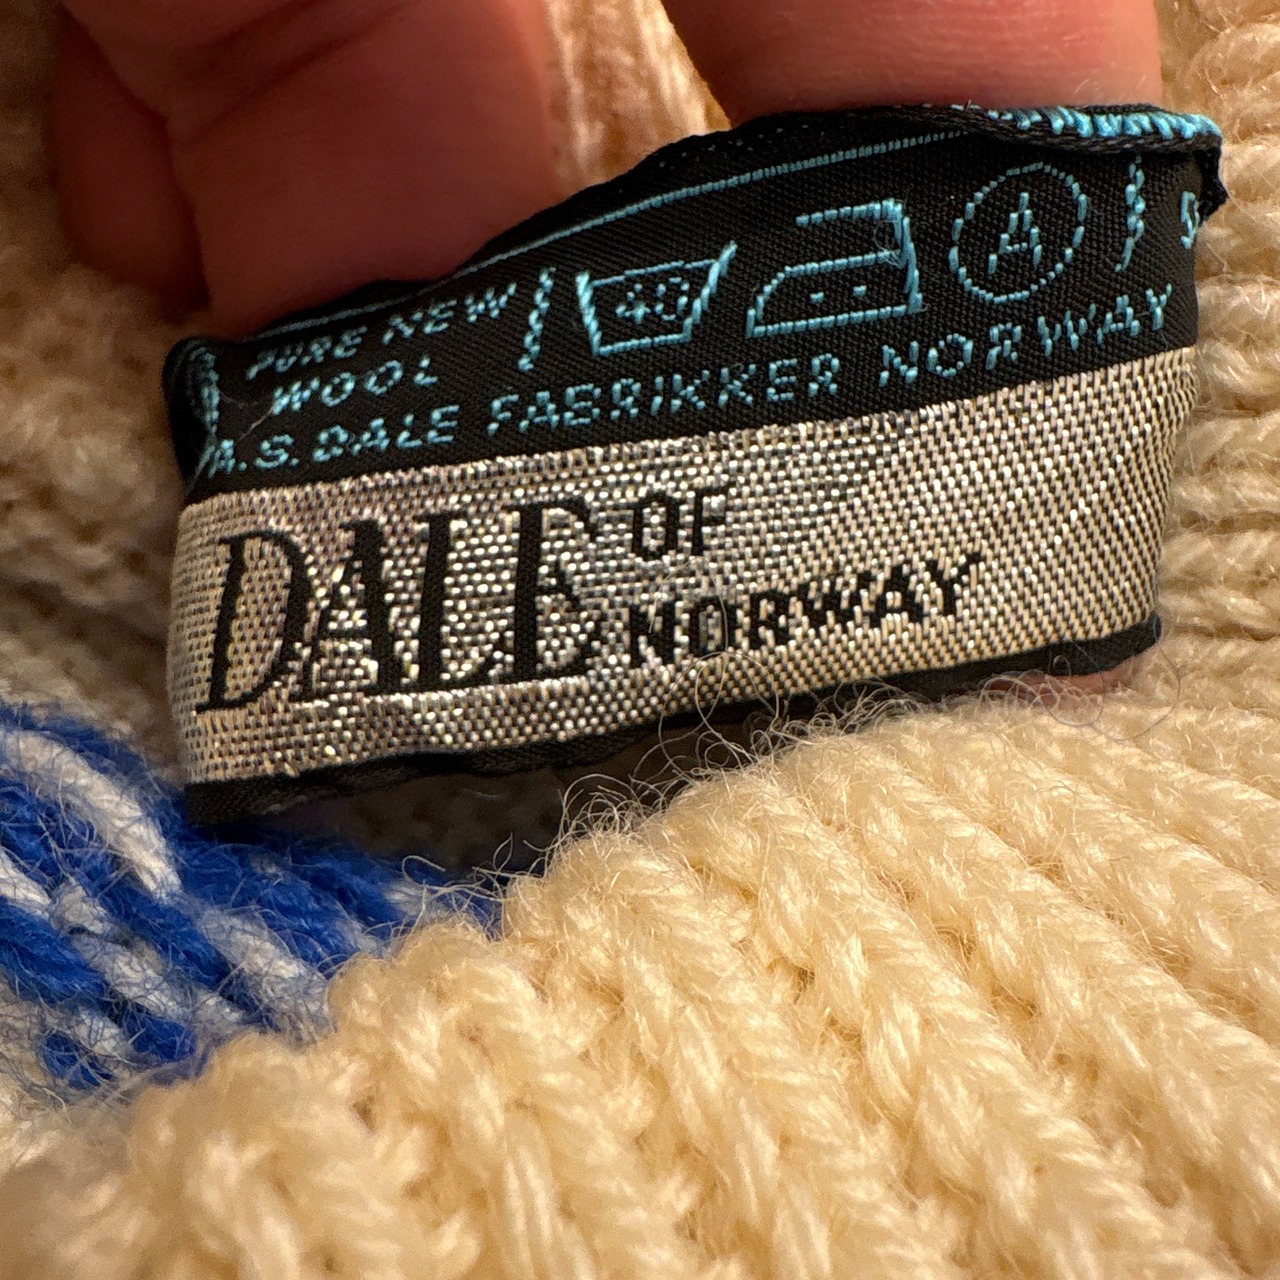 PURE NEW
WOOL
40
A
A.S. DALE FABRIKKER NORWAY
DALE OF
NORWAY